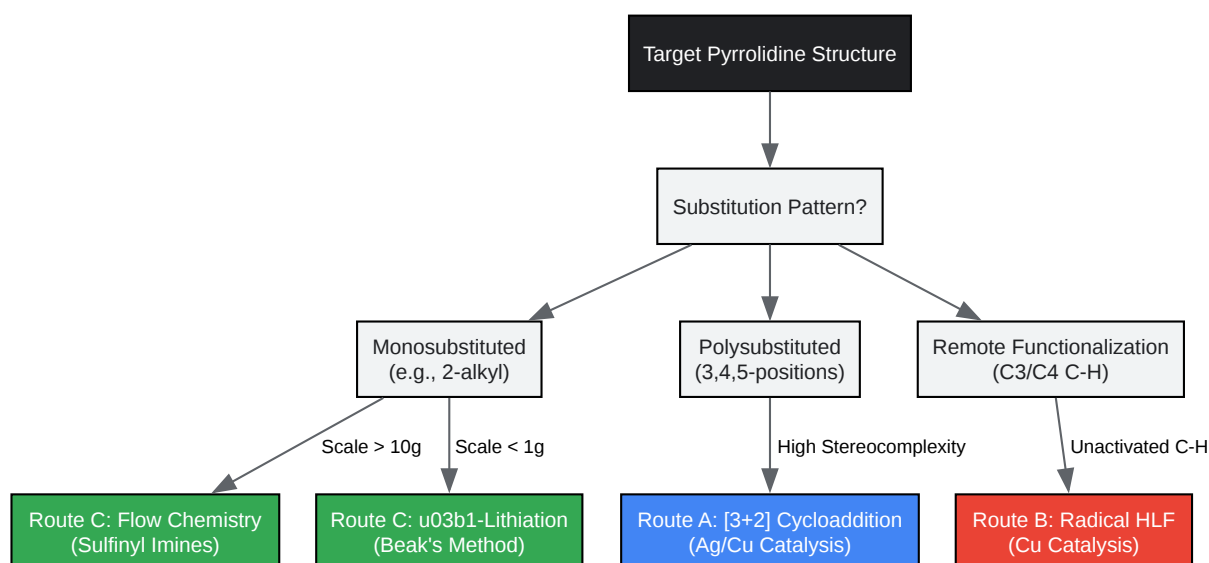 Target Pyrrolidine Structure
Substitution Pattern?
Monosubstituted
(e.g., 2-alkyl)
Polysubstituted
(3,4,5-positions)
Remote Functionalization
(C3/C4 C-H)
Scale > 10g
Scale < 1g
High Stereocomplexity
Unactivated C-H
Route C: Flow Chemistry
(Sulfinyl Imines)
Route C: u03b1-Lithiation
(Beak's Method)
Route A: [3+2] Cycloaddition
(Ag/Cu Catalysis)
Route B: Radical HLF
(Cu Catalysis)